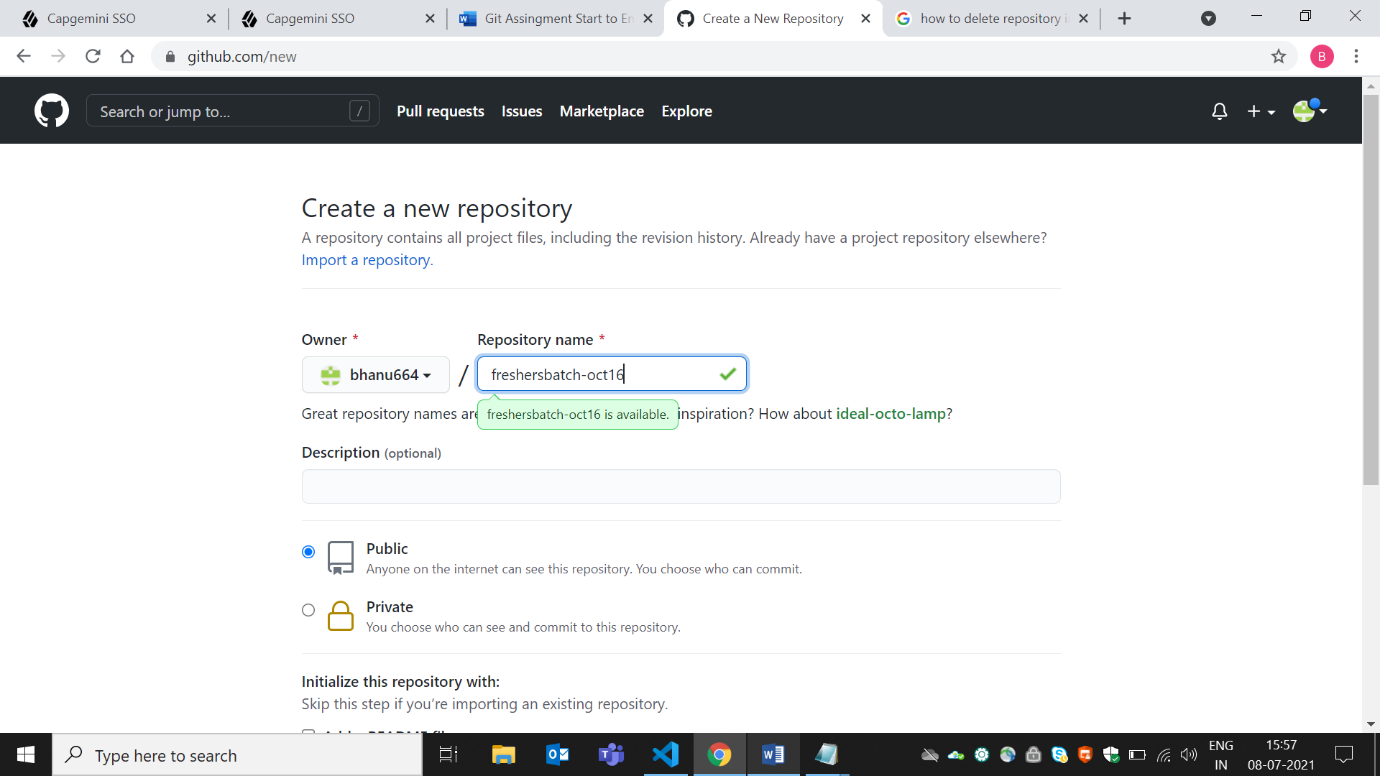 Capgemini SSO
Capgemini SSO
Git Assingment Start to En
Create a New Repository
how to delete repository i
github.com/new
B
Search or jump to...
/
Pull requests
Issues
Marketplace
Explore
Create a new repository
A repository contains all project files, including the revision history. Already have a project repository elsewhere?
Import a repository.
Owner *
Repository name *
bhanu664
/
freshersbatch-oct16
Great repository names are
freshersbatch-oct16 is available.
inspiration? How about ideal-octo-lamp?
Description (optional)
Public
Anyone on the internet can see this repository. You choose who can commit.
Private
You choose who can see and commit to this repository.
Initialize this repository with:
Skip this step if you're importing an existing repository.
Type here to search
ENG
IN
15:57
08-07-2021